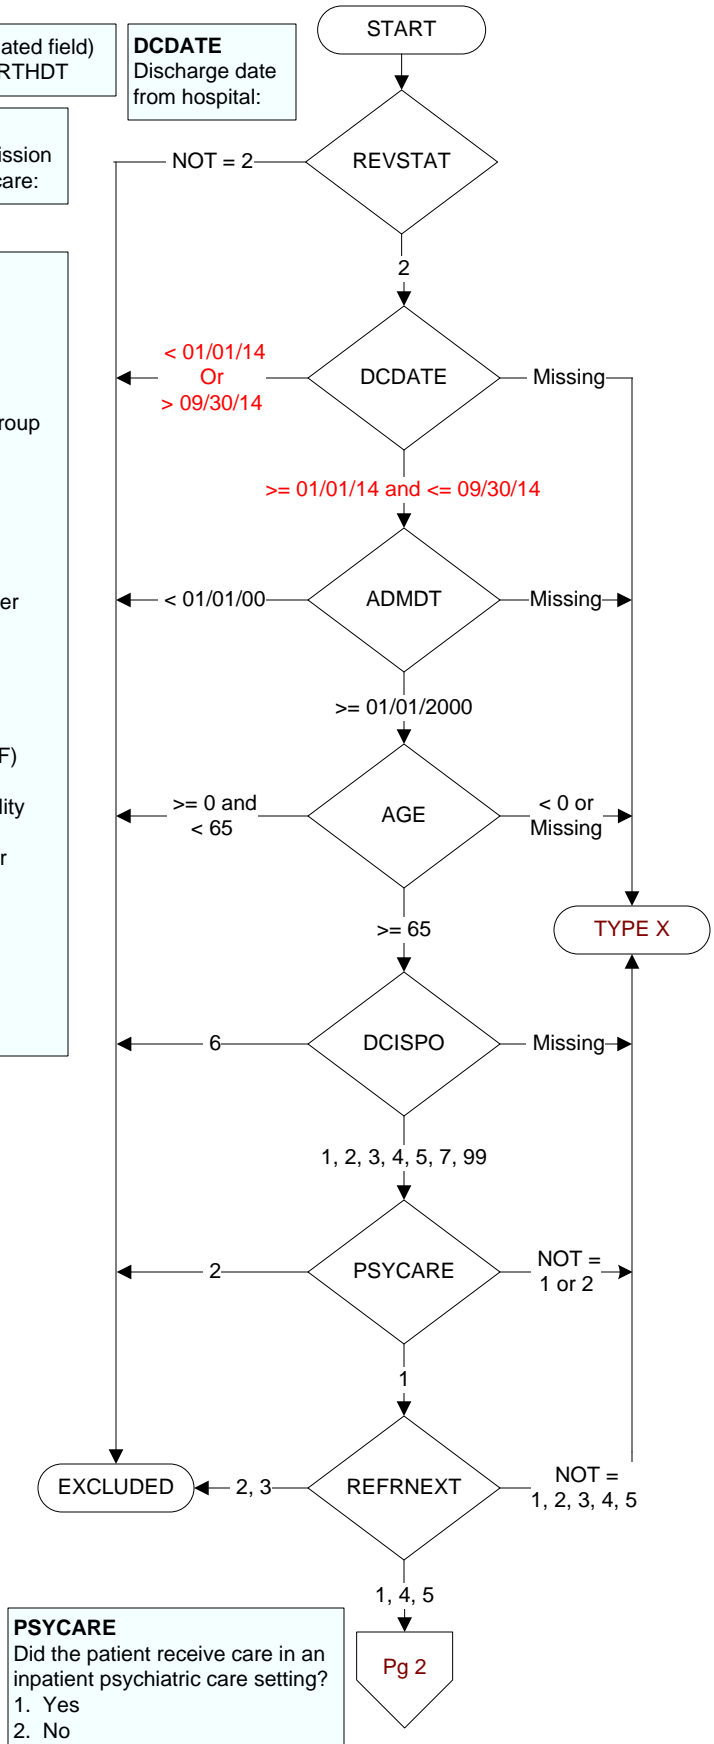 START
ated field)
RTHDT
DCDATE
Discharge date
from hospital:
ission
care:
NOT = 2
REVSTAT
2
< 01/01/14
Or
> 09/30/14
DCDATE
Missing
roup
>= 01/01/14 and <= 09/30/14
er
< 01/01/00
ADMDT
Missing
>= 01/01/2000
F)
lity
r
>= 0 and
< 65
AGE
< 0 or
Missing
>= 65
TYPE X
6
DCISPO
Missing
1, 2, 3, 4, 5, 7, 99
2
PSYCARE
NOT =
1 or 2
1
EXCLUDED
2, 3
REFRNEXT
NOT =
1, 2, 3, 4, 5
1, 4, 5
Pg 2
PSYCARE
Did the patient receive care in an
inpatient psychiatric care setting?
1. Yes
2. No